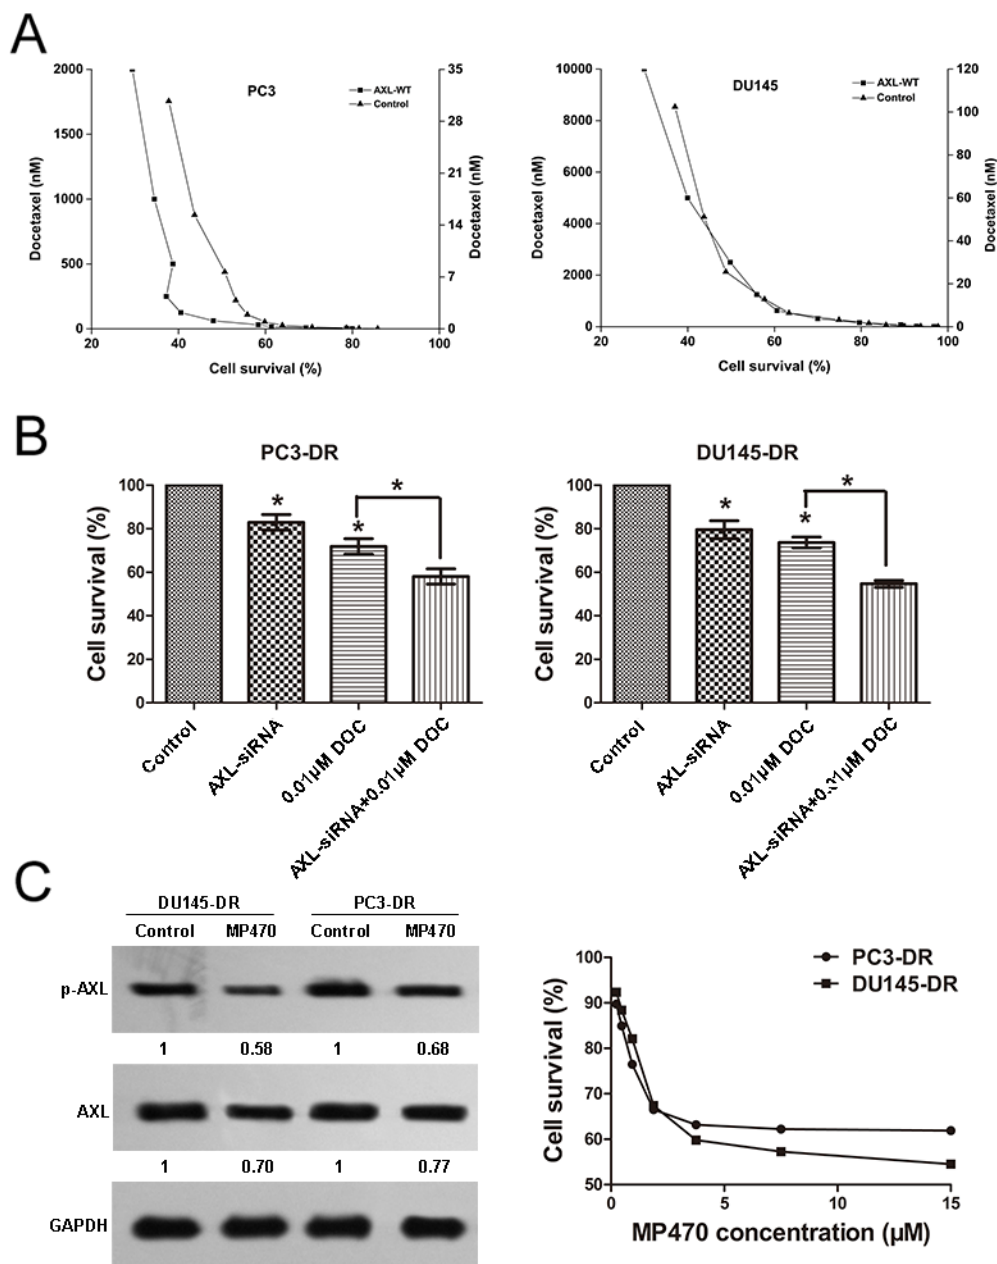 A
PC3
AXL-WT
Control
Docetaxel (nM)
2000
1500
1000
500
0
35
28
21
14
7
0
Docetaxel (nM)
20 40 60 80 100
Cell survival (%)
DU145
AXL-WT
Control
Docetaxel (nM)
10000
8000
6000
4000
2000
0
120
100
80
60
40
20
0
Docetaxel (nM)
20 40 60 80 100
Cell survival (%)
B
PC3-DR
Cell survival (%)
100
80
60
40
20
0
* * *
Control
AXL-siRNA
0.01μM DOC
AXL-siRNA+0.01μM DOC
DU145-DR
Cell survival (%)
100
80
60
40
20
0
* * *
Control
AXL-siRNA
0.01μM DOC
AXL-siRNA+0.01μM DOC
C
DU145-DR PC3-DR
Control MP470 Control MP470
p-AXL
1 0.58 1 0.68
AXL
1 0.70 1 0.77
GAPDH
PC3-DR
DU145-DR
Cell survival (%)
100
90
80
70
60
50
0 5 10 15
MP470 concentration (μM)